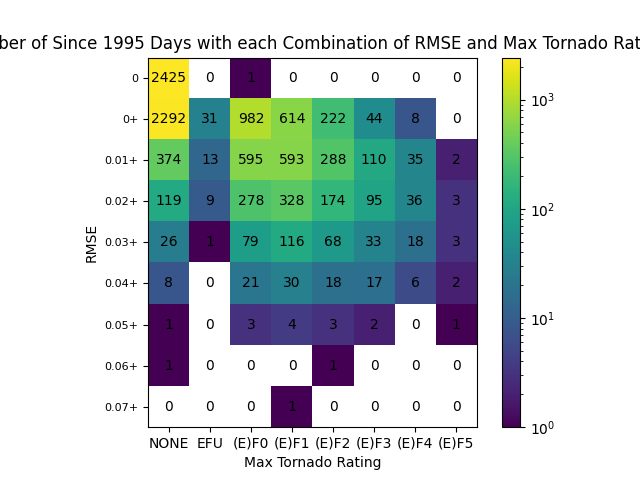 ber of Since 1995 Days with each Combination of RMSE and Max Tornado Rat
0 2425 0 1 0 0 0 0 0
0+ 2292 31 982 614 222 44 8 0
0.01+ 374 13 595 593 288 110 35 2
0.02+ 119 9 278 328 174 95 36 3
0.03+ 26 1 79 116 68 33 18 3
0.04+ 8 0 21 30 18 17 6 2
0.05+ 1 0 3 4 3 2 0 1
0.06+ 1 0 0 0 1 0 0 0
0.07+ 0 0 0 1 0 0 0 0
NONE EFU (E)F0 (E)F1 (E)F2 (E)F3 (E)F4 (E)F5
Max Tornado Rating
RMSE
10³
10²
10¹
10⁰